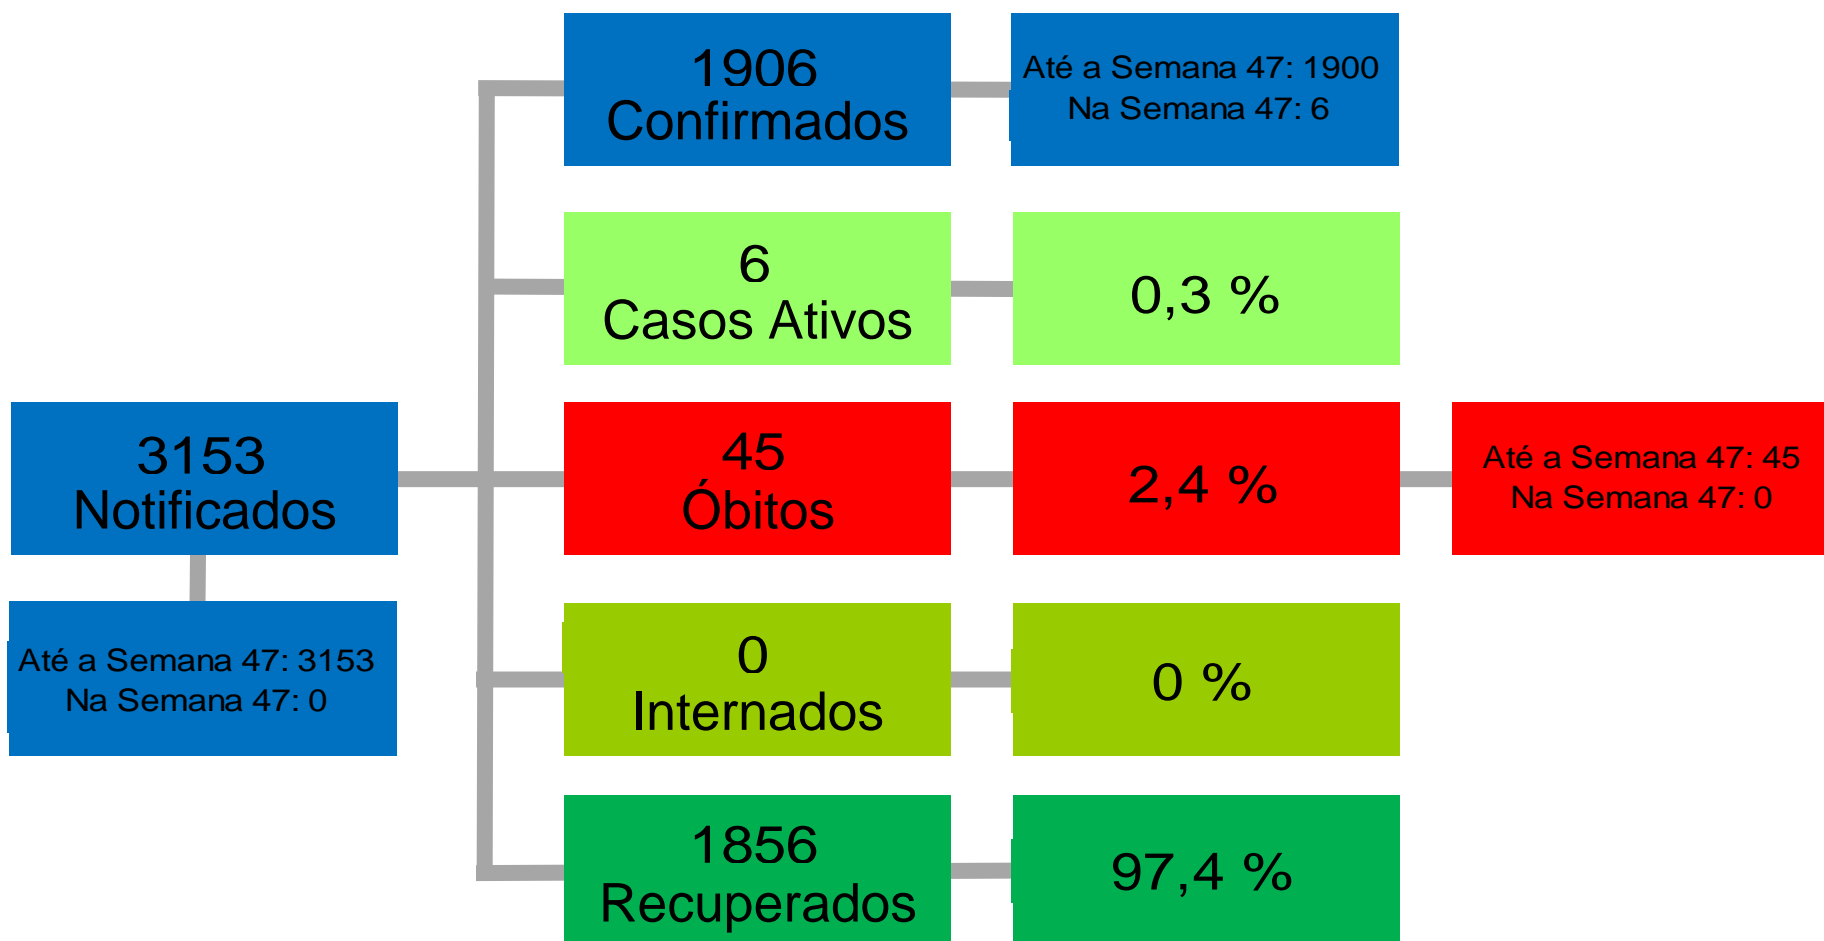 1906
Confirmados
Até a Semana 47: 1900
Na Semana 47: 6
6
Casos Ativos
0,3 %
3153
Notificados
45
Óbitos
2,4 %
Até a Semana 47: 45
Na Semana 47: 0
Até a Semana 47: 3153
Na Semana 47: 0
0
Internados
0 %
1856
Recuperados
97,4 %